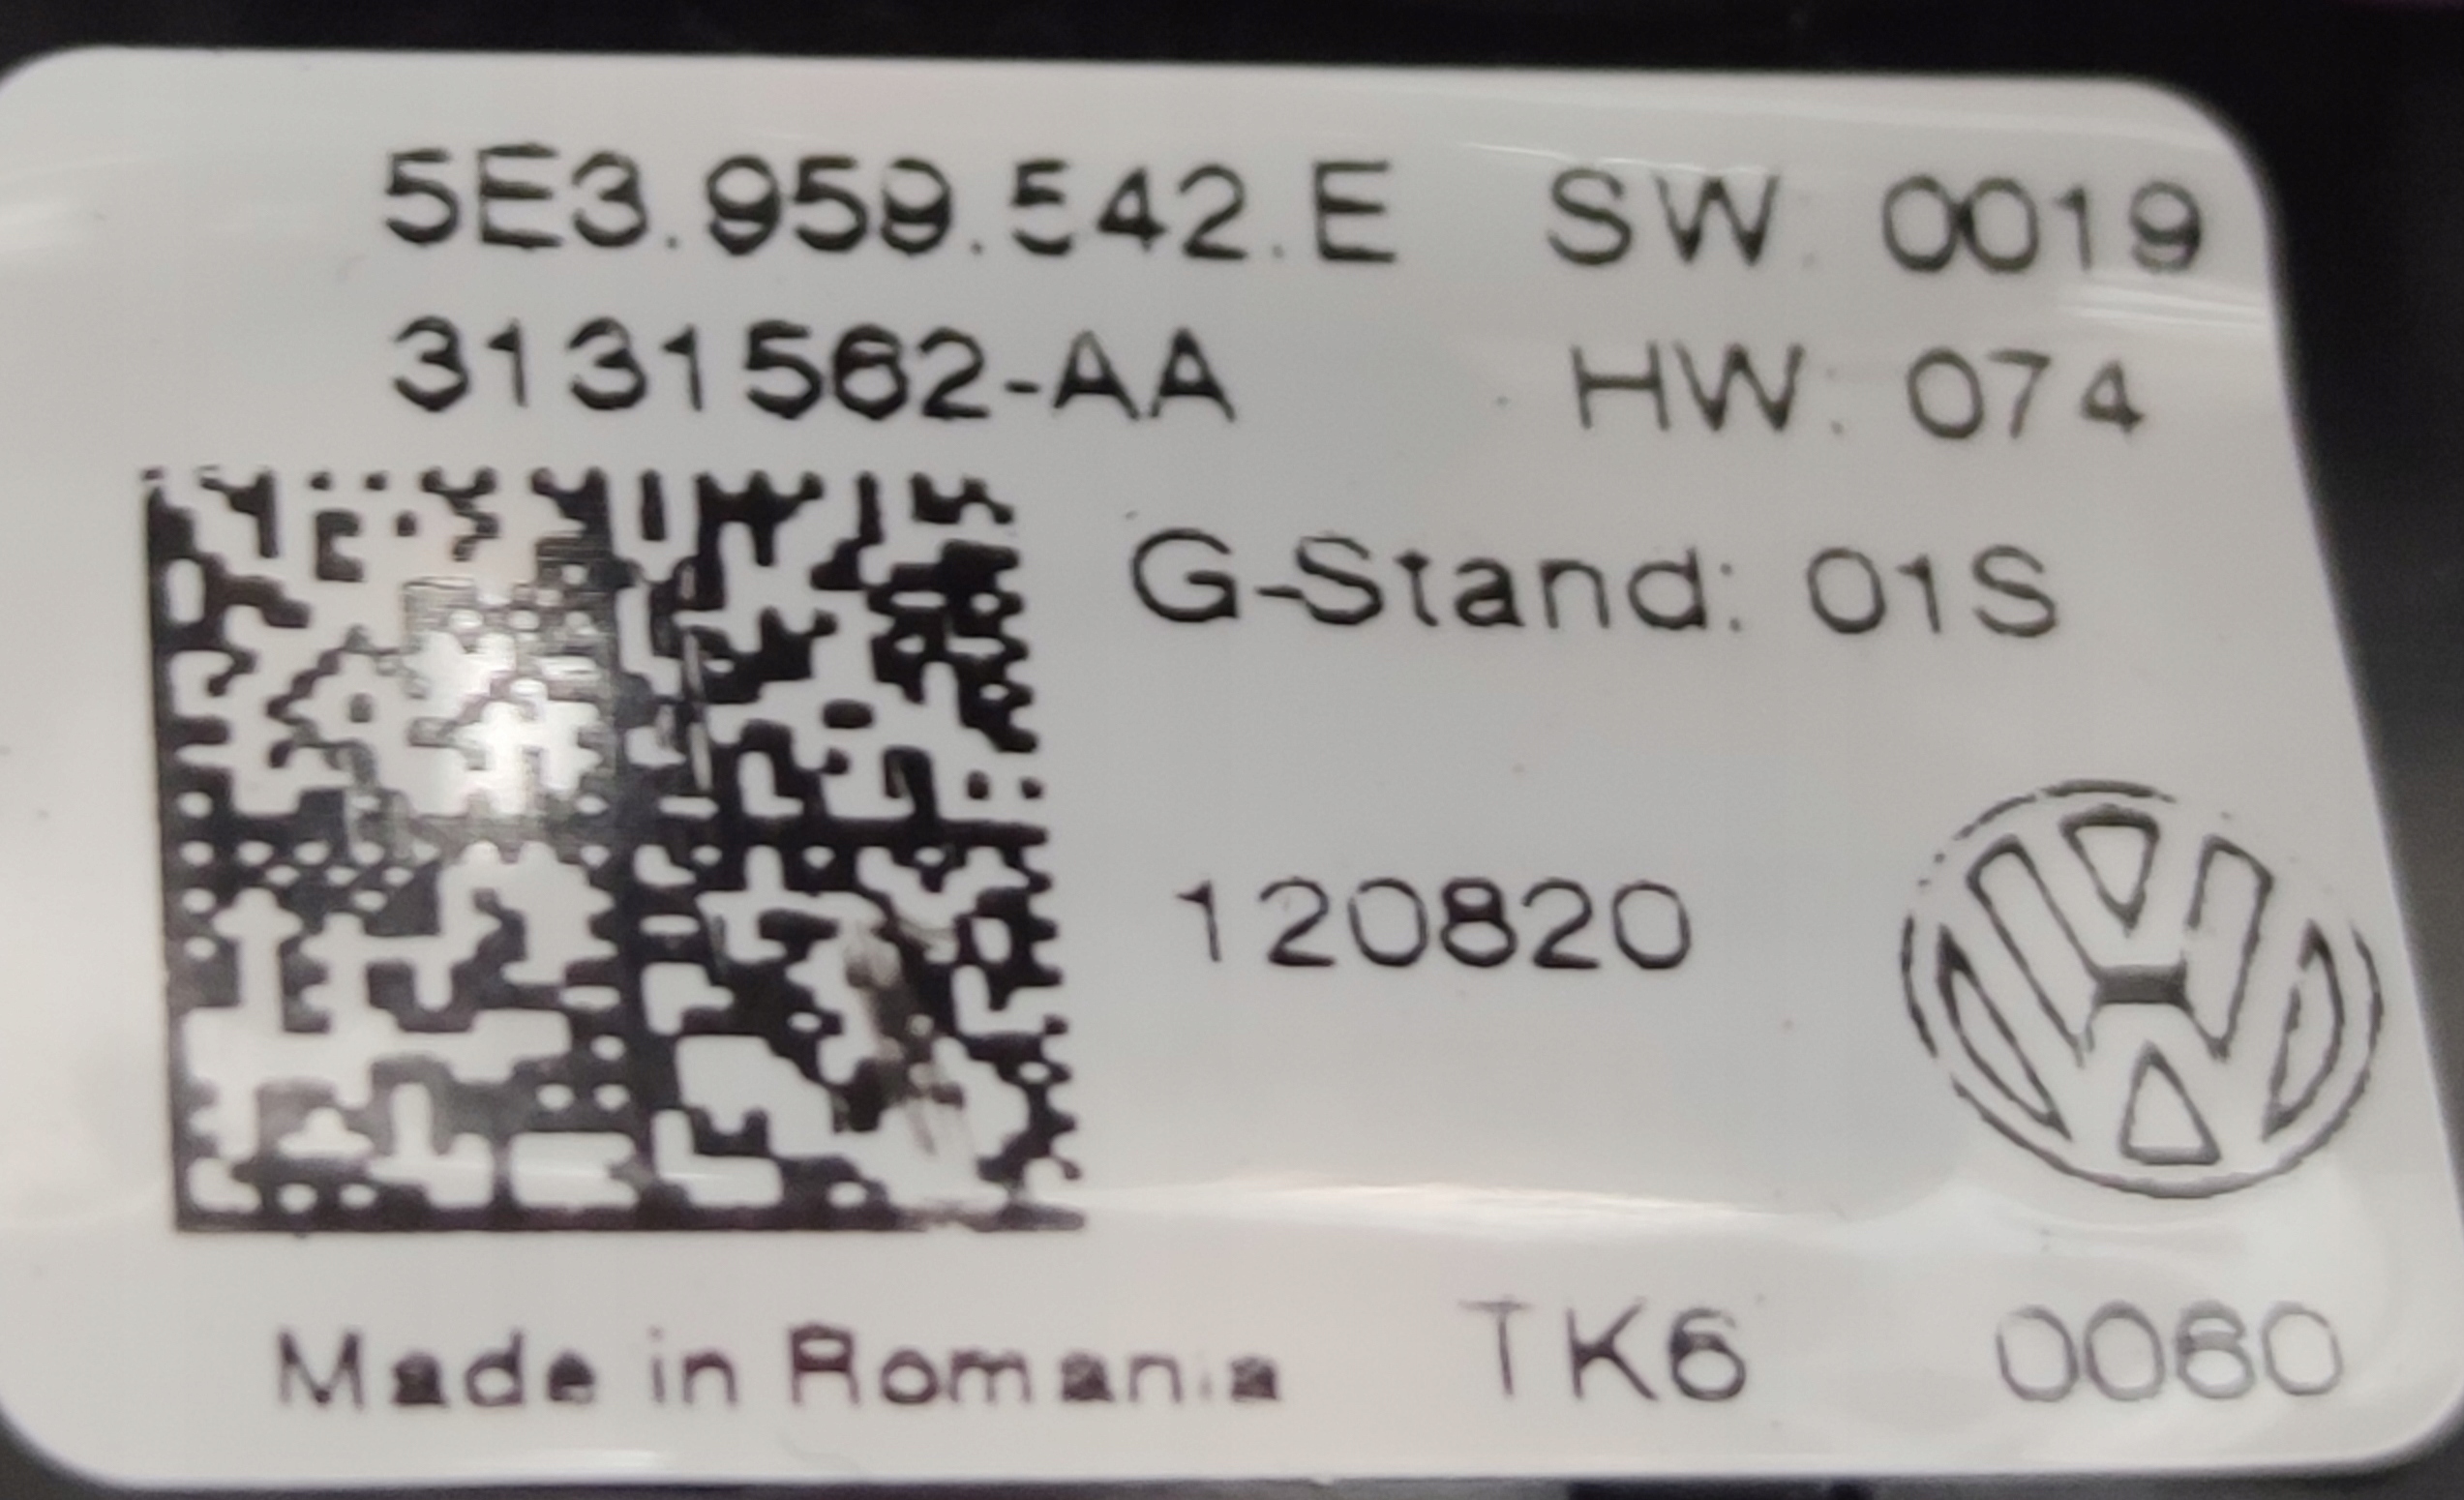 5E3.959.542.E SW: 0019
3131562-AA HW: 074
G-Stand: 01S
120820
Made in Romania TK6 0060